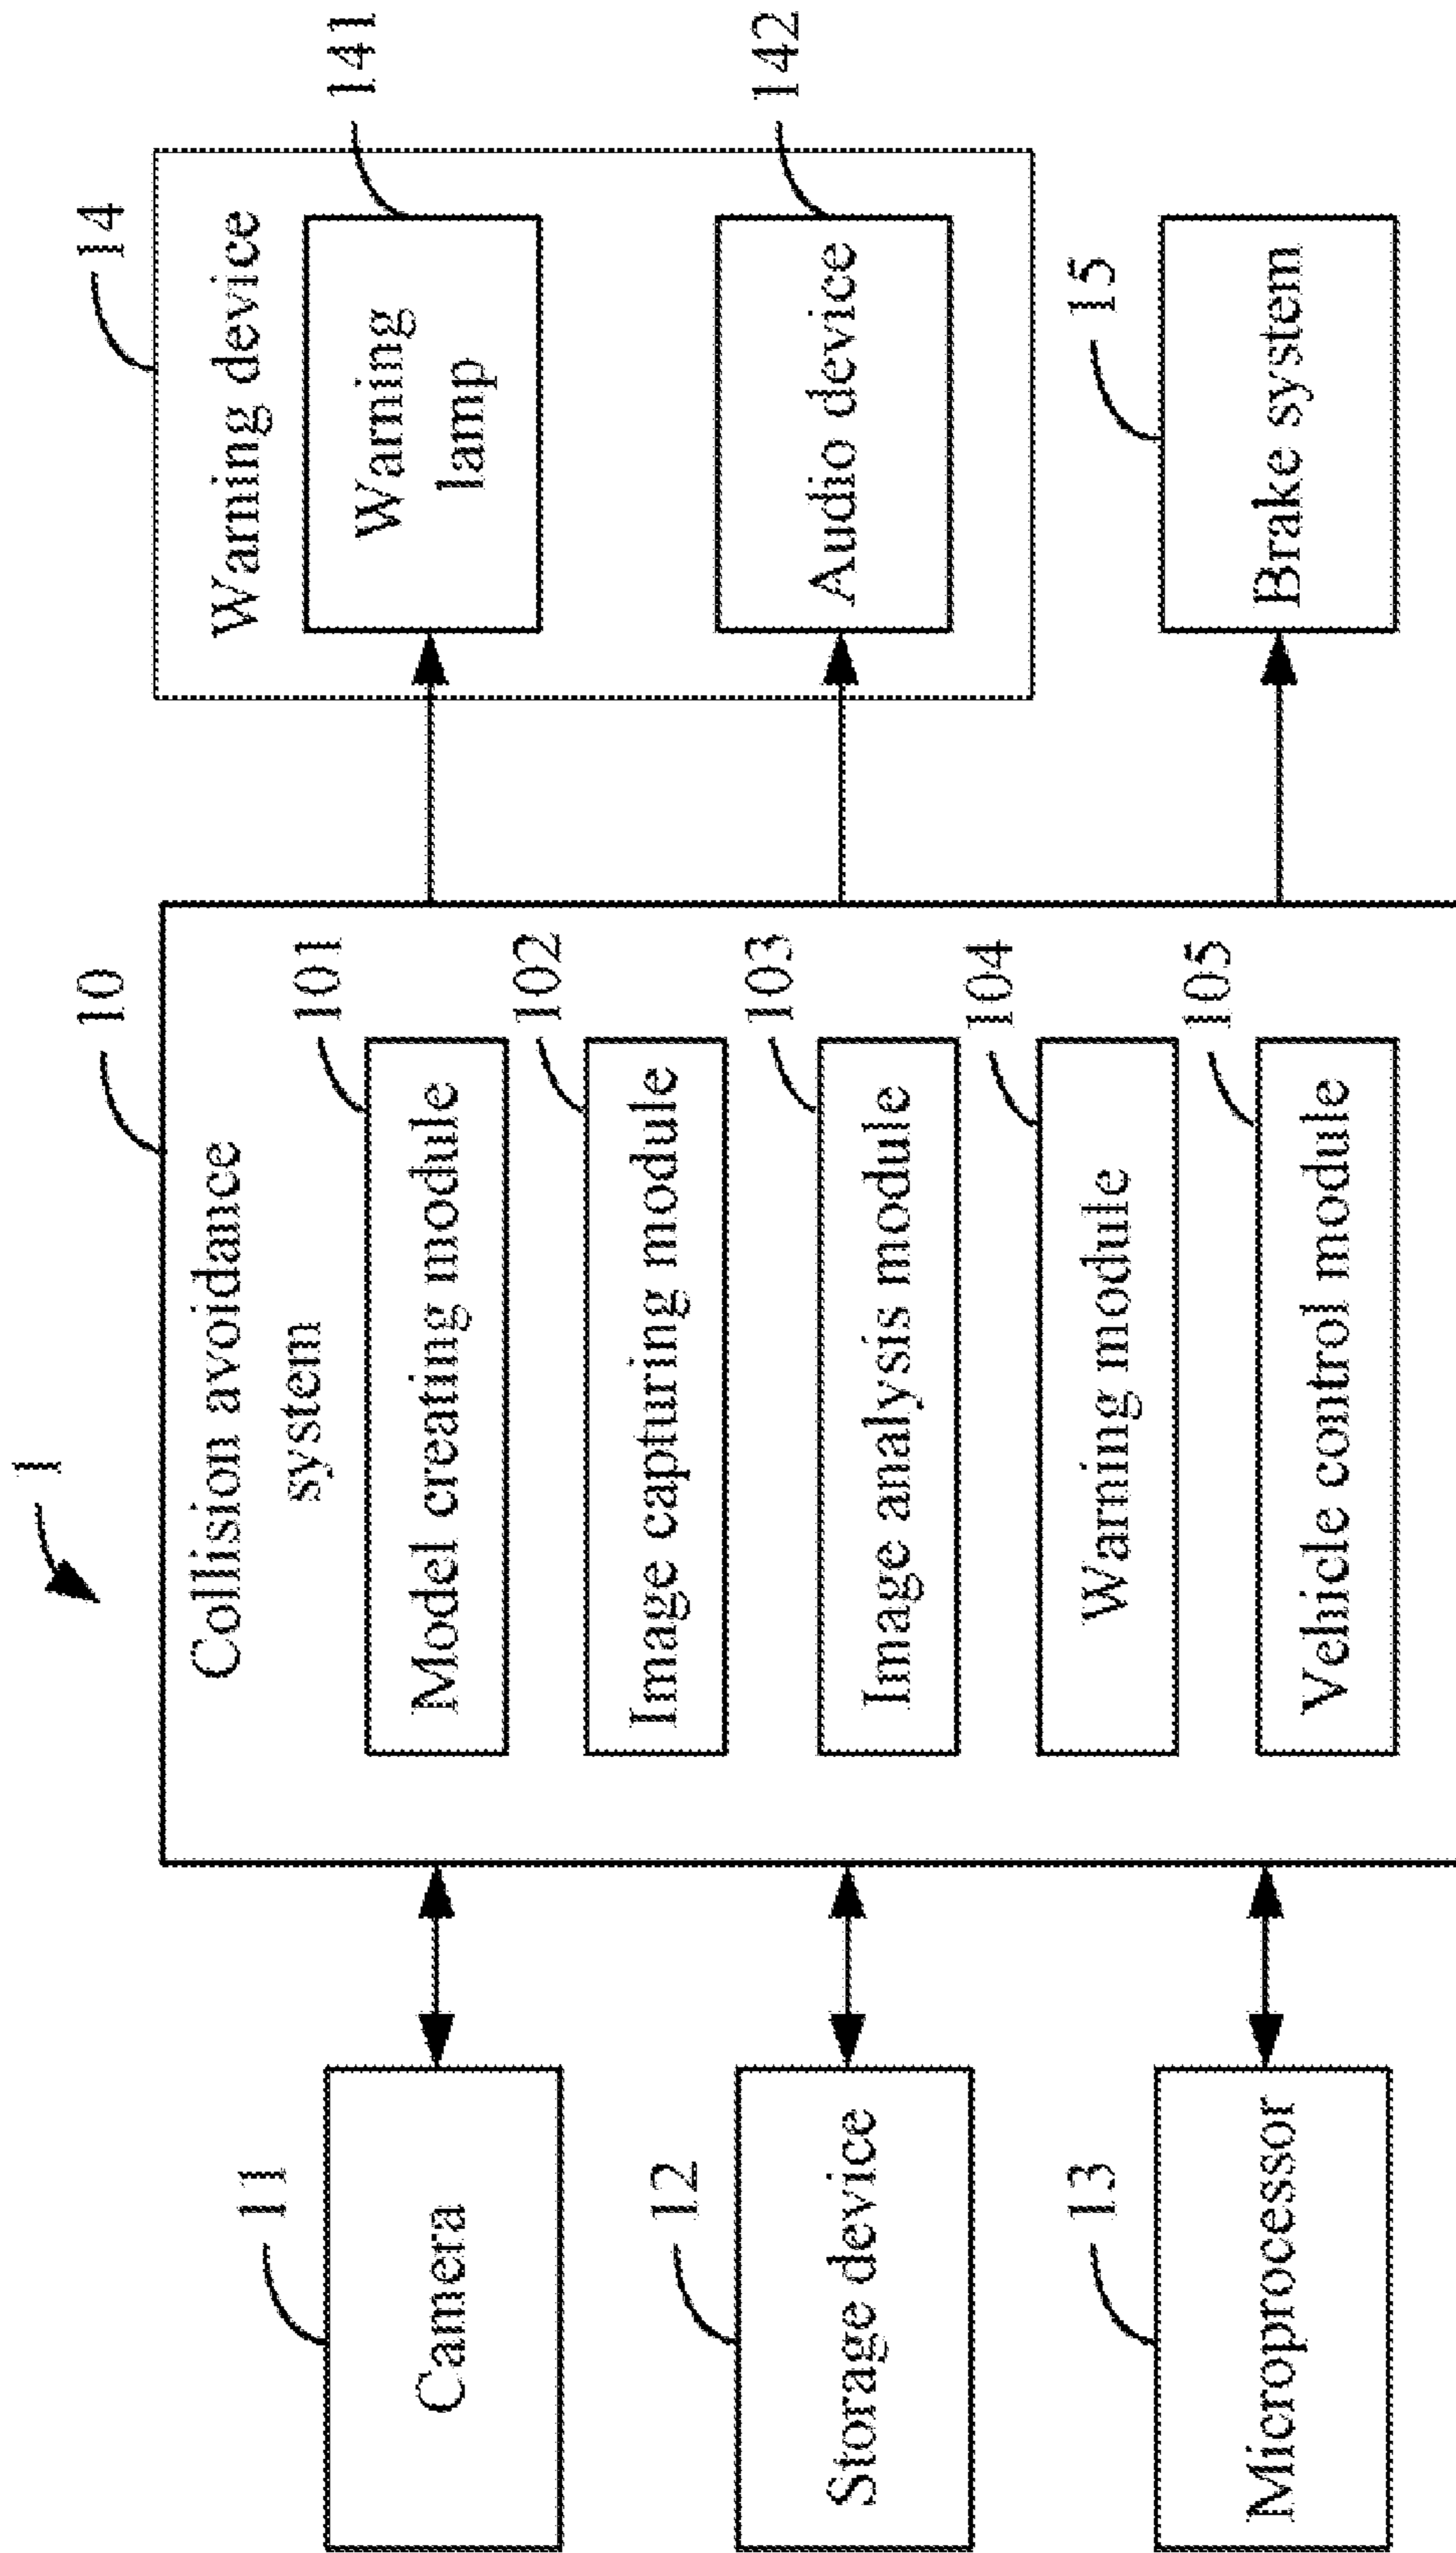 1
10
Collision avoidance
system
101
Model creating module
102
Image capturing module
103
Image analysis module
104
Warning module
105
Vehicle control module
11
Camera
12
Storage device
13
Microprocessor
14
Warning device
141
Warning
lamp
142
Audio device
15
Brake system